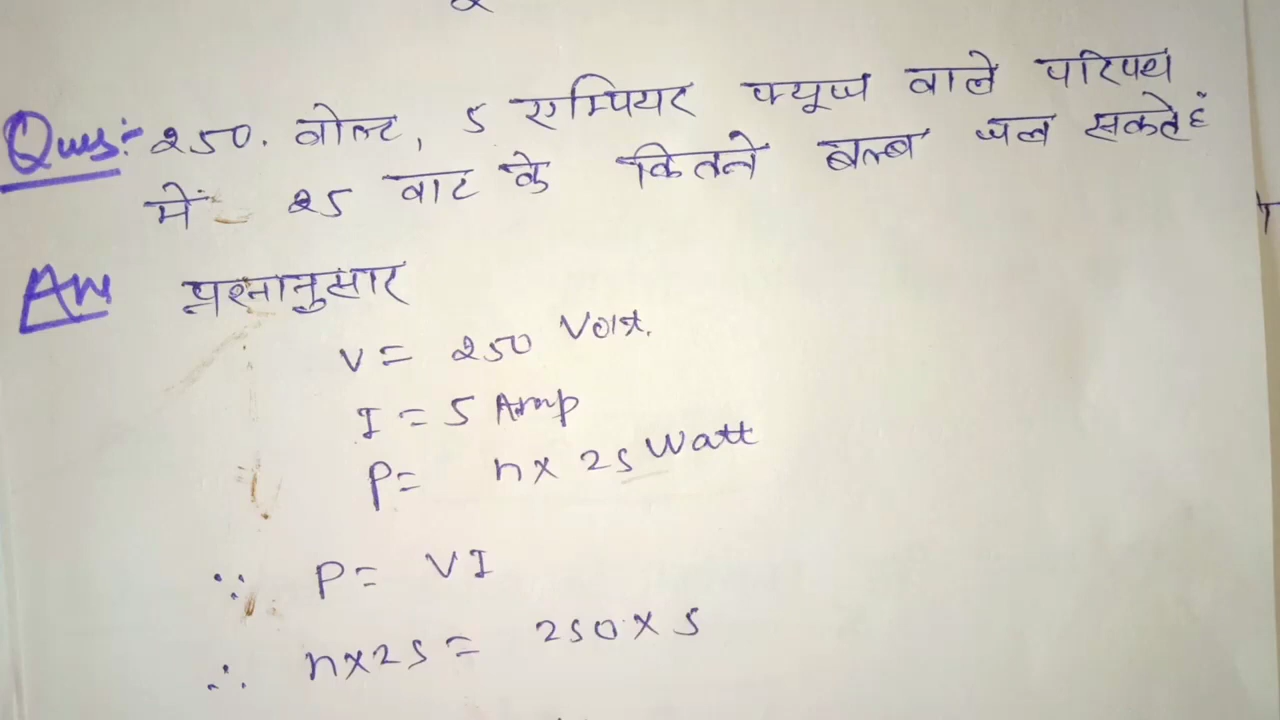 Ques:- 250. वोल्ट, 5 एम्पियर फ्यूज वाले परिपथ
में 25 वाट के कितने बल्ब जल सकते हैं
Ans प्रश्नानुसार
V = 250 Volt.
I = 5 Amp
P = n x 25 Watt
∵ P = VI
∴ n x 25 = 250 x 5